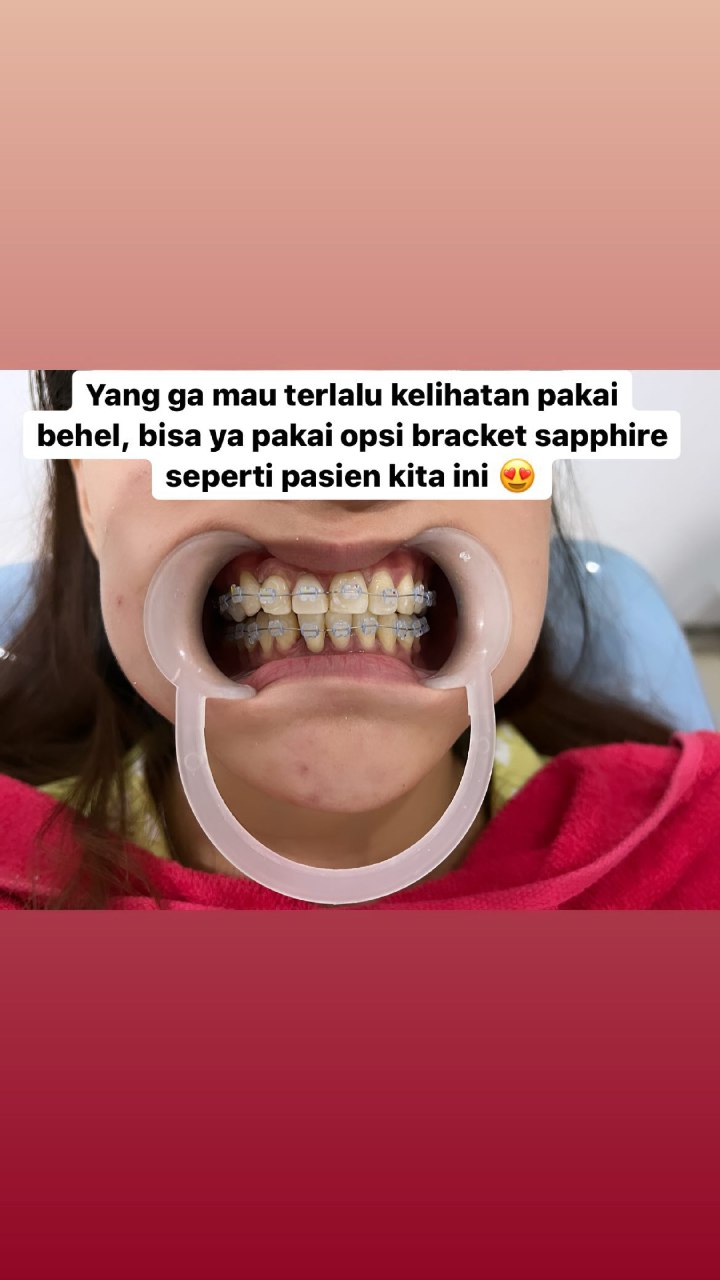 Yang ga mau terlalu kelihatan pakai
behel, bisa ya pakai opsi bracket sapphire
seperti pasien kita ini 😍